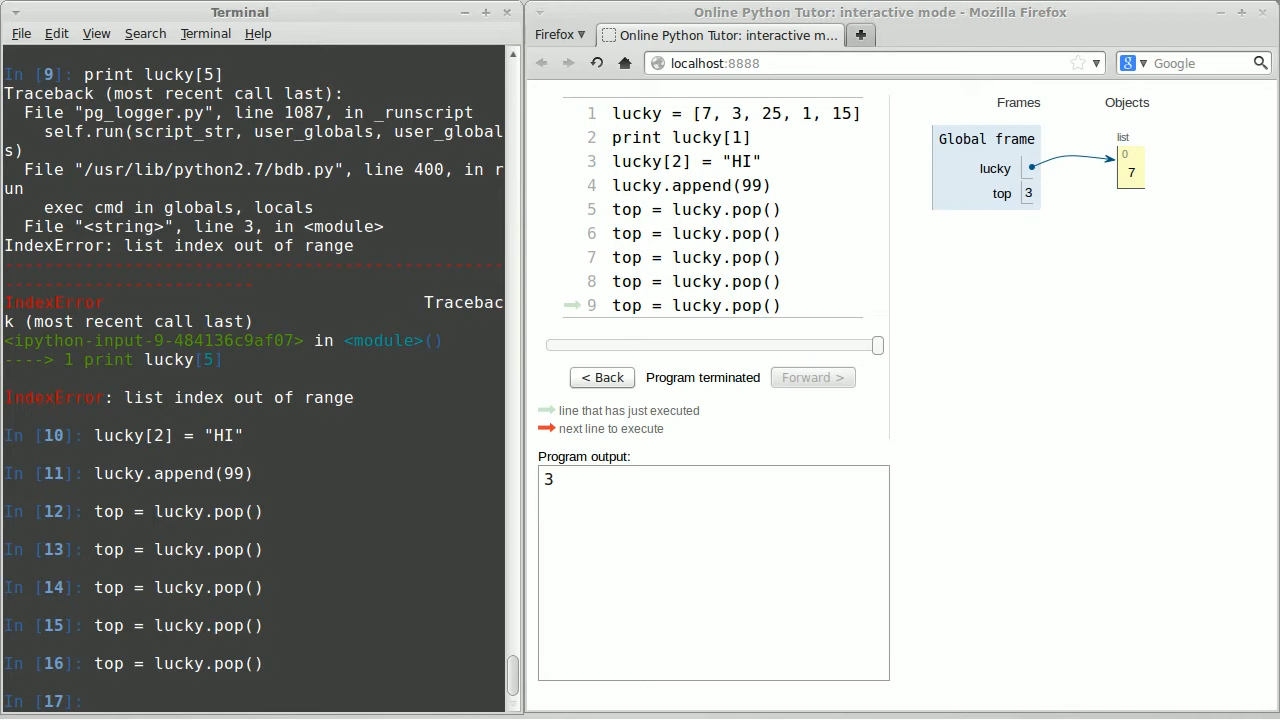 Terminal
File Edit View Search Terminal Help
In [9]: print lucky[5]
Traceback (most recent call last):
File "pg_logger.py", line 1087, in _runscript
self.run(script_str, user_globals, user_global
s)
File "/usr/lib/python2.7/bdb.py", line 400, in r
un
exec cmd in globals, locals
File "<string>", line 3, in <module>
IndexError: list index out of range
--------------------------------------------------
-------------------------
IndexError Tracebac
k (most recent call last)
<ipython-input-9-484136c9af07> in <module>()
----> 1 print lucky[5]
IndexError: list index out of range
In [10]: lucky[2] = "HI"
In [11]: lucky.append(99)
In [12]: top = lucky.pop()
In [13]: top = lucky.pop()
In [14]: top = lucky.pop()
In [15]: top = lucky.pop()
In [16]: top = lucky.pop()
In [17]:
Online Python Tutor: interactive mode - Mozilla Firefox
Firefox
Online Python Tutor: interactive m...
localhost:8888
Google
1 lucky = [7, 3, 25, 1, 15]
2 print lucky[1]
3 lucky[2] = "HI"
4 lucky.append(99)
5 top = lucky.pop()
6 top = lucky.pop()
7 top = lucky.pop()
8 top = lucky.pop()
9 top = lucky.pop()
< Back Program terminated Forward >
line that has just executed
next line to execute
Program output:
3
Frames Objects
Global frame
lucky
top 3
list
0
7